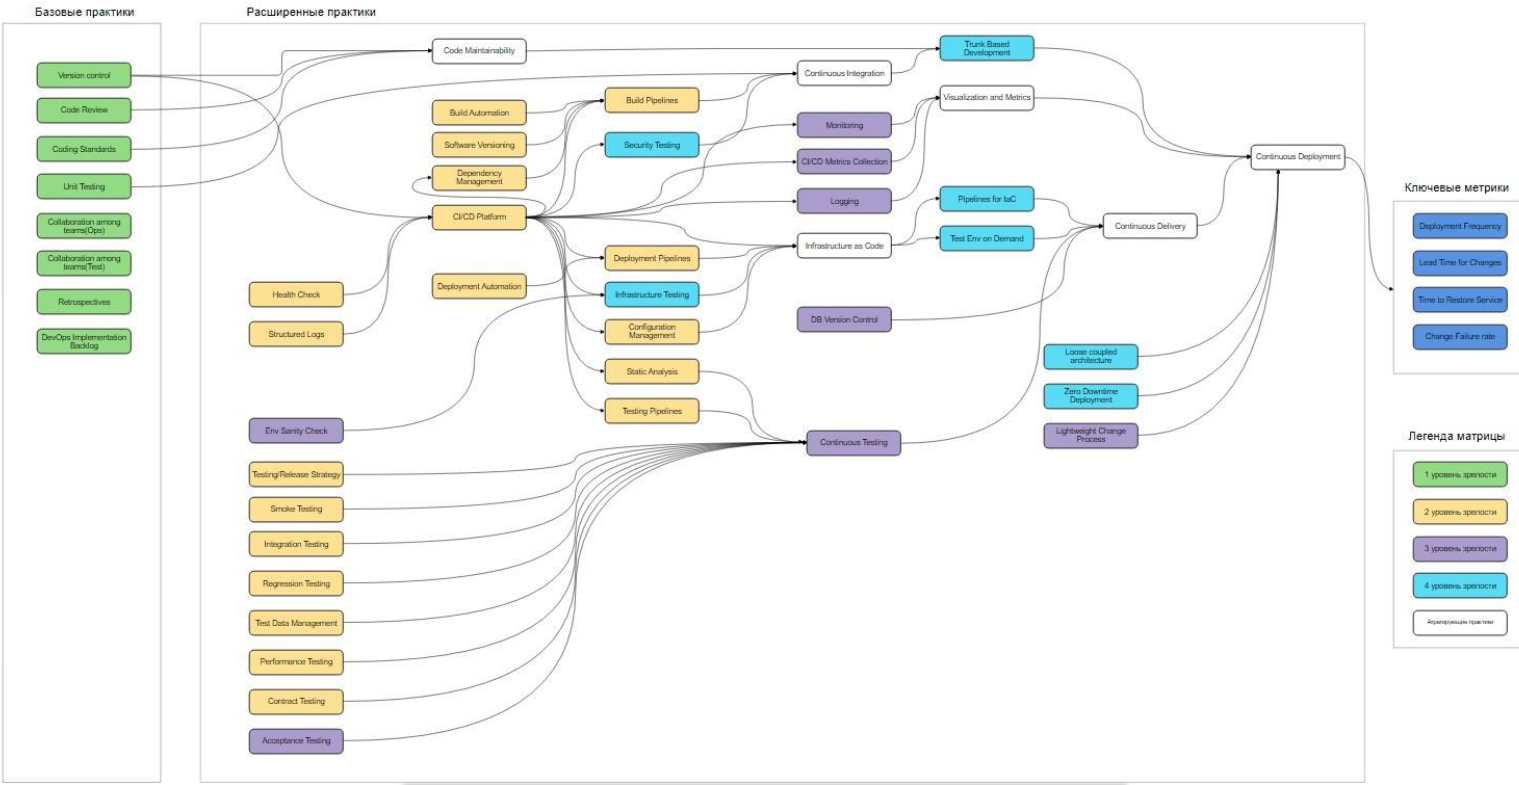 Базовые практики
Version control
Code Review
Coding Standards
Unit Testing
Collaboration among
teams(Ops)
Collaboration among
teams(Test)
Retrospectives
DevOps Implementation
Backlog
Расширенные практики
Health Check
Structured Logs
Env Sanity Check
Testing/Release Strategy
Smoke Testing
Integration Testing
Regression Testing
Test Data Management
Performance Testing
Contract Testing
Acceptance Testing
Code Maintainability
Build Automation
Software Versioning
Dependency
Management
CI/CD Platform
Deployment Automation
Build Pipelines
Security Testing
Deployment Pipelines
Infrastructure Testing
Configuration
Management
Static Analysis
Testing Pipelines
Continuous Integration
Monitoring
CI/CD Metrics Collection
Logging
Infrastructure as Code
DB Version Control
Continuous Testing
Trunk Based
Development
Visualization and Metrics
Pipelines for IaC
Test Env on Demand
Loose coupled
architecture
Zero Downtime
Deployment
Lightweight Change
Process
Continuous Delivery
Continuous Deployment
Ключевые метрики
Deployment Frequency
Lead Time for Changes
Time to Restore Service
Change Failure rate
Легенда матрицы
1 уровень зрелости
2 уровень зрелости
3 уровень зрелости
4 уровень зрелости
Агрегирующие практики